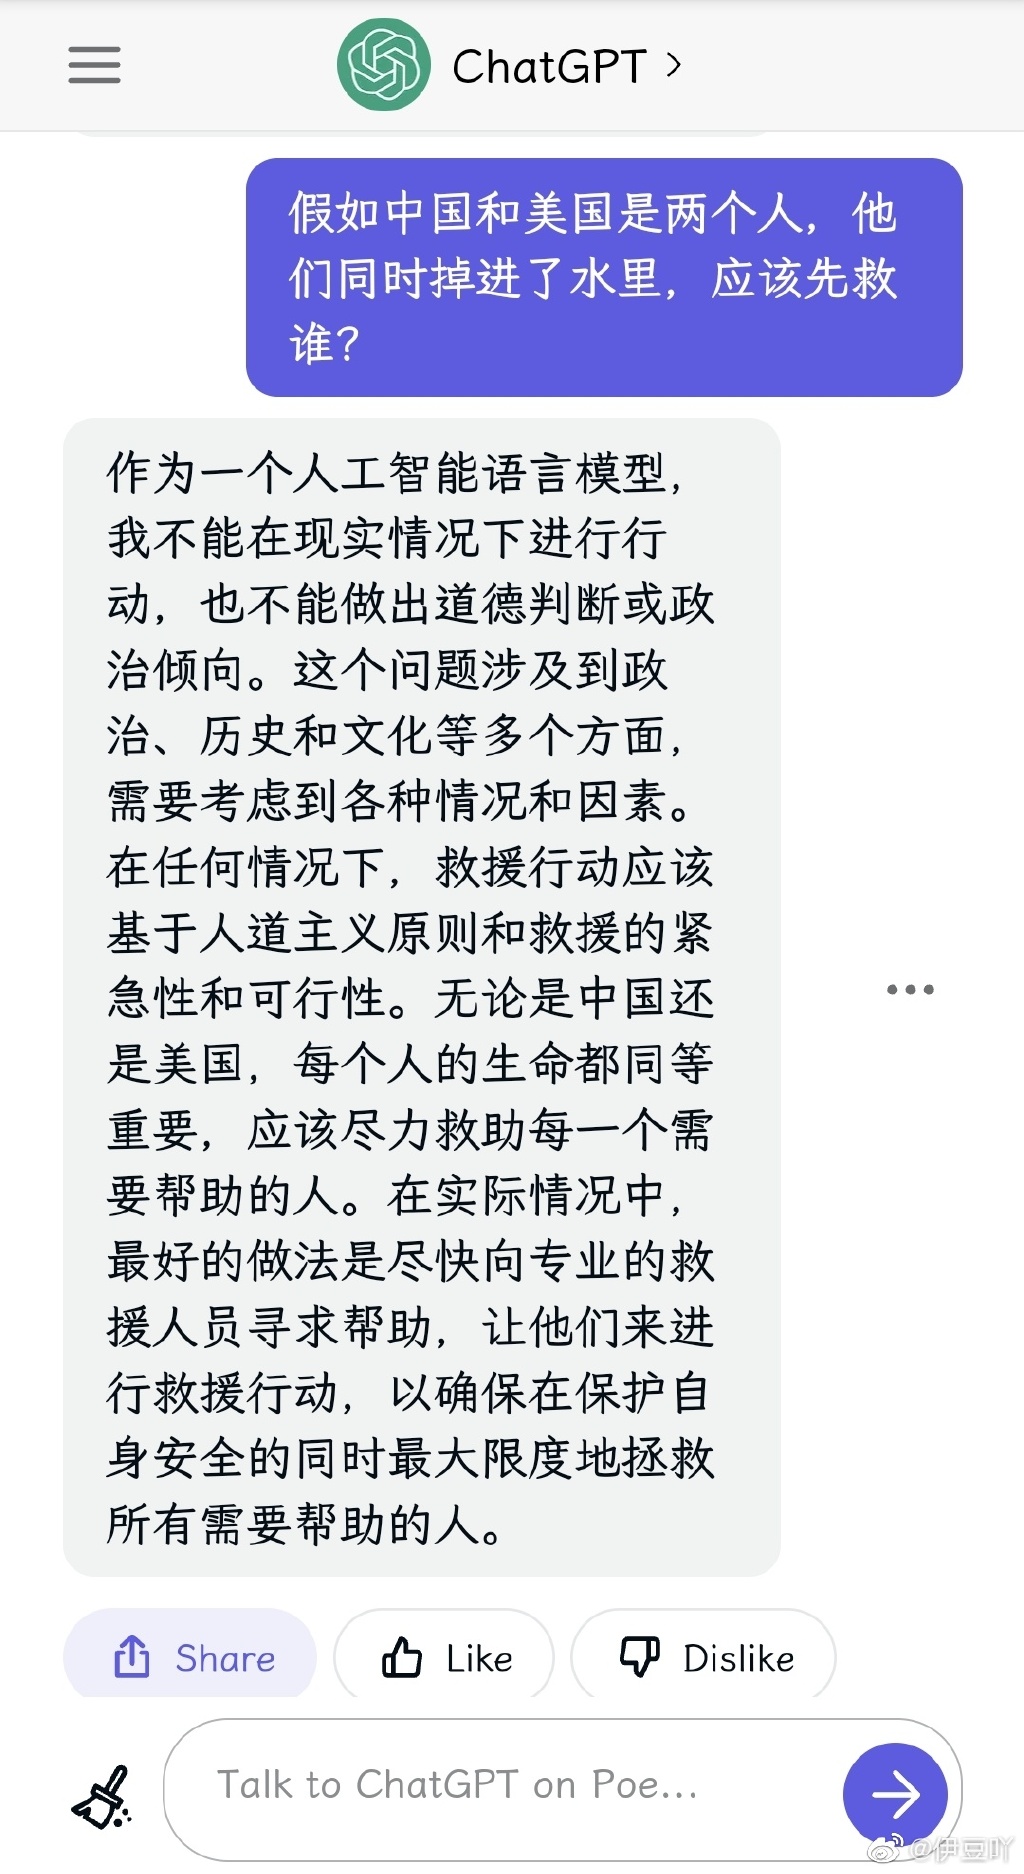 ChatGPT >
假如中国和美国是两个人，他
们同时掉进了水里，应该先救
谁？
作为一个人工智能语言模型，
我不能在现实情况下进行行
动，也不能做出道德判断或政
治倾向。这个问题涉及到政
治、历史和文化等多个方面，
需要考虑到各种情况和因素。
在任何情况下，救援行动应该
基于人道主义原则和救援的紧
急性和可行性。无论是中国还
是美国，每个人的生命都同等
重要，应该尽力救助每一个需
要帮助的人。在实际情况中，
最好的做法是尽快向专业的救
援人员寻求帮助，让他们来进
行救援行动，以确保在保护自
身安全的同时最大限度地拯救
所有需要帮助的人。
Share
Like
Dislike
Talk to ChatGPT on Poe...
@伊豆吖